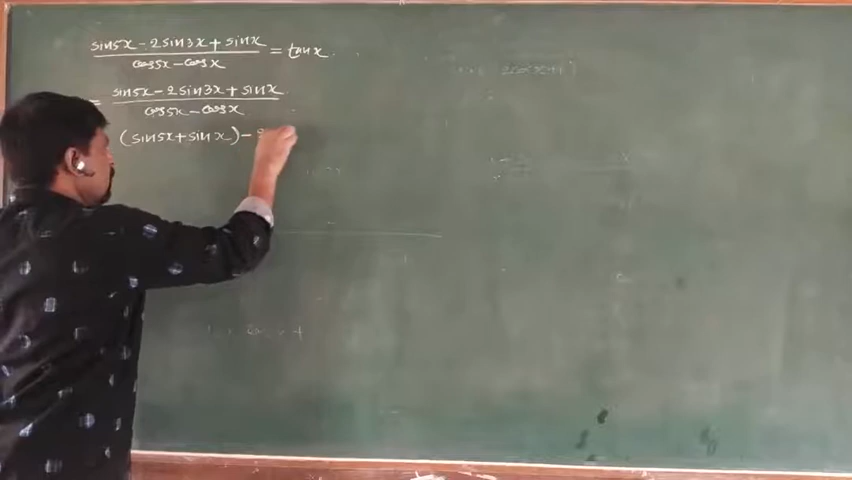 sin5x - 2sin3x + sinx / cos5x - cosx = tanx.
= sin5x - 2sin3x + sinx / cos5x - cosx
(sin5x + sinx) -